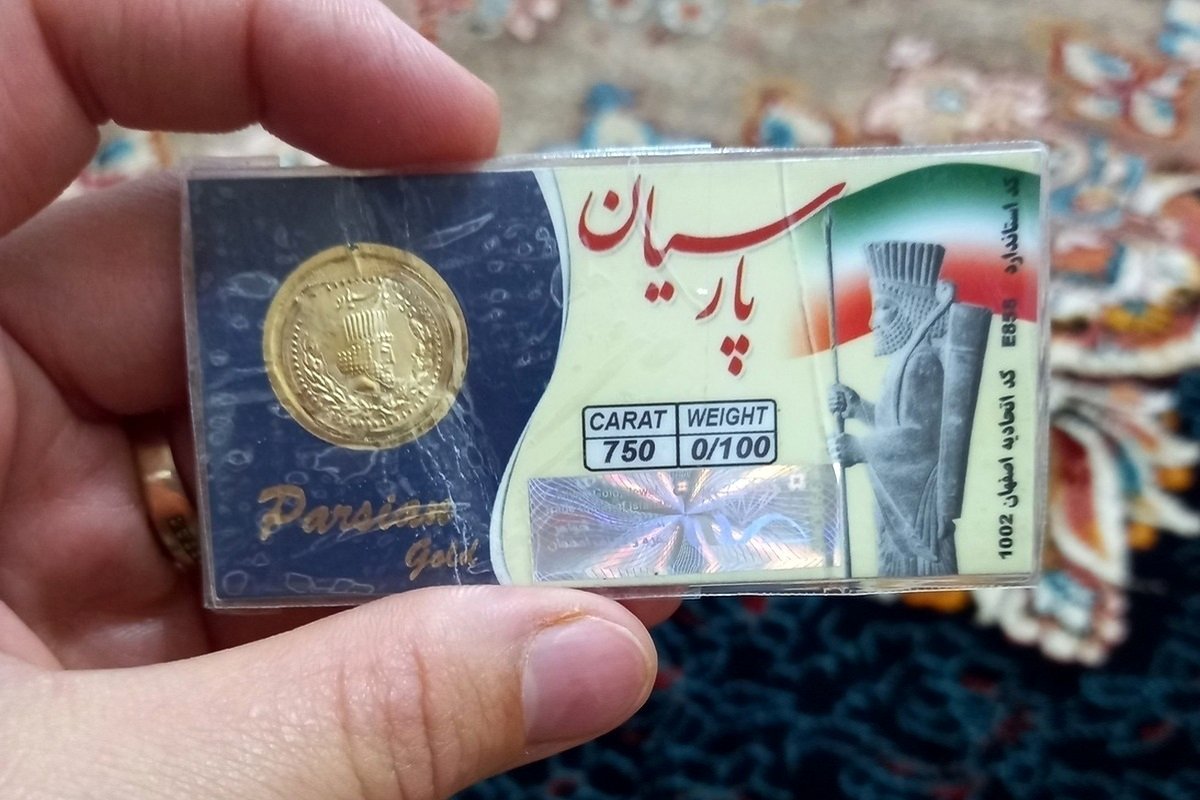 پارسیان
CARAT WEIGHT
750 0/100
Parsian
Gold
کد استاندارد E858 کد اتحادیه اصفهان 1002